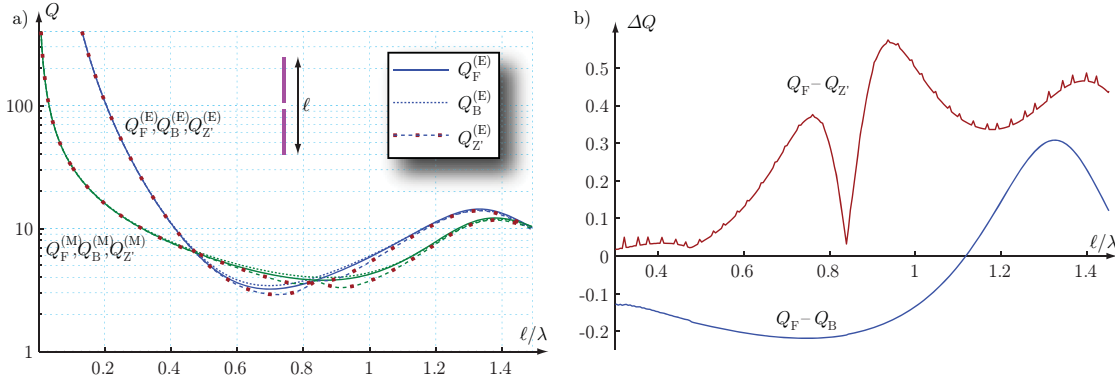 a)
Q
100
10
1
0.2
0.4
0.6
0.8
1
1.2
1.4
ℓ/λ
ℓ
Q_F^(E)
Q_B^(E)
Q_Z'^(E)
Q_F^(E),Q_B^(E),Q_Z'^(E)
Q_F^(M),Q_B^(M),Q_Z'^(M)
b)
ΔQ
0.5
0.4
0.3
0.2
0.1
0
-0.1
-0.2
0.4
0.6
0.8
1
1.2
1.4
ℓ/λ
Q_F–Q_Z'
Q_F–Q_B